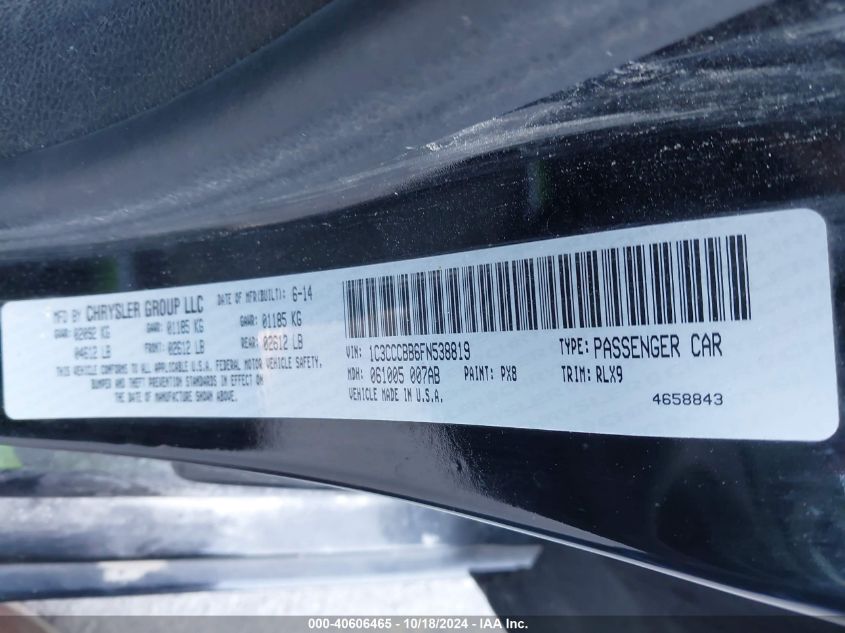 MFD BY CHRYSLER GROUP LLC DATE OF MFR(BUILT): 6-14
GVWR: 02092 KG GAWR: 01185 KG GAWR: 01185 KG
04612 LB FRONT: 02612 LB REAR: 02612 LB
THIS VEHICLE CONFORMS TO ALL APPLICABLE U.S.A. FEDERAL MOTOR VEHICLE SAFETY,
BUMPER AND THEFT PREVENTION STANDARDS IN EFFECT ON
THE DATE OF MANUFACTURE SHOWN ABOVE.
VIN: 1C3CCCBB6FN538819 TYPE: PASSENGER CAR
MDH: 061005 007AB PAINT: PX8 TRIM: RLX9
VEHICLE MADE IN U.S.A. 4658843
000-40606465 - 10/18/2024 - IAA Inc.